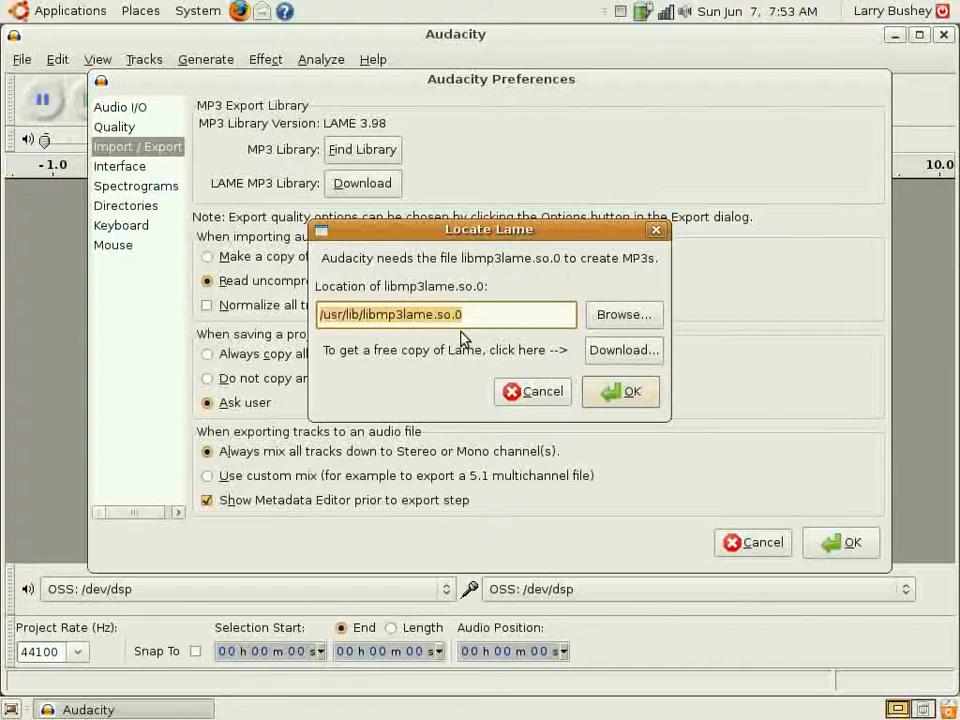 Applications Places System Sun Jun 7, 7:53 AM Larry Bushey
Audacity
File Edit View Tracks Generate Effect Analyze Help
Audacity Preferences
Audio I/O
Quality
Import / Export
Interface
Spectrograms
Directories
Keyboard
Mouse
MP3 Export Library
MP3 Library Version: LAME 3.98
MP3 Library: Find Library
LAME MP3 Library: Download
Note: Export quality options can be chosen by clicking the Options button in the Export dialog.
When importing au
Make a copy of
Read uncompre
Normalize all t
When saving a pro
Always copy all
Do not copy an
Ask user
When exporting tracks to an audio file
Always mix all tracks down to Stereo or Mono channel(s).
Use custom mix (for example to export a 5.1 multichannel file)
Show Metadata Editor prior to export step
Cancel OK
Locate Lame
Audacity needs the file libmp3lame.so.0 to create MP3s.
Location of libmp3lame.so.0:
/usr/lib/libmp3lame.so.0 Browse...
To get a free copy of Lame, click here --> Download...
Cancel OK
- 1.0 10.0
OSS: /dev/dsp OSS: /dev/dsp
Project Rate (Hz): Selection Start: End Length Audio Position:
44100 Snap To 00 h 00 m 00 s 00 h 00 m 00 s 00 h 00 m 00 s
Audacity